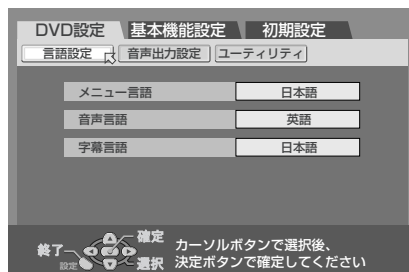 DVD設定 基本機能設定 初期設定
言語設定 音声出力設定 ユーティリティ
メニュー言語 日本語
音声言語 英語
字幕言語 日本語
終了 確定 カーソルボタンで選択後、
設定 選択 決定ボタンで確定してください